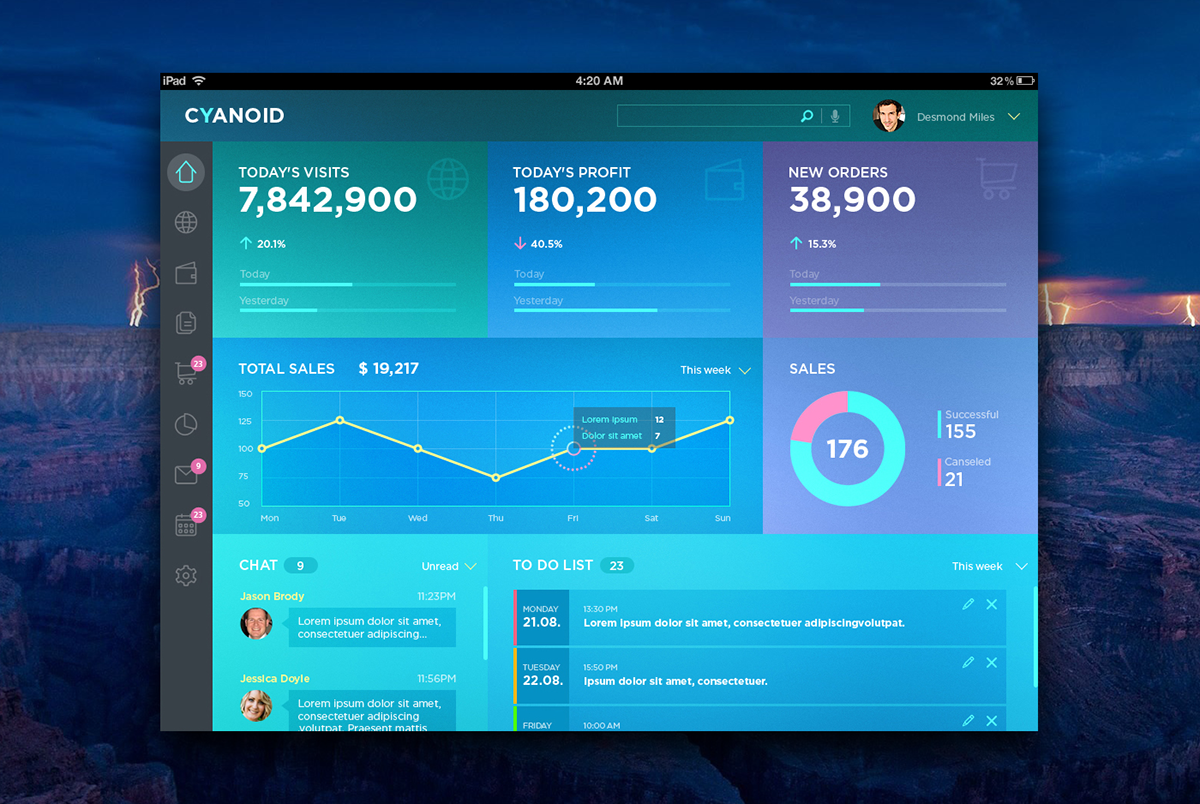 iPad 4:20 AM 32%
CYANOID
Desmond Miles
TODAY'S VISITS
7,842,900
20.1%
Today
Yesterday
TODAY'S PROFIT
180,200
40.5%
Today
Yesterday
NEW ORDERS
38,900
15.3%
Today
Yesterday
23
9
23
TOTAL SALES $ 19,217
This week
150
125
100
75
50
Lorem Ipsum 12
Dolor sit amet 7
Mon Tue Wed Thu Fri Sat Sun
SALES
176
Successful
155
Canseled
21
CHAT 9
Unread
Jason Brody 11:23PM
Lorem ipsum dolor sit amet,
consectetuer adipiscing...
Jessica Doyle 11:56PM
Lorem ipsum dolor sit amet,
consectetuer adipiscing
volutpat. Praesent mattis
TO DO LIST 23
This week
MONDAY
21.08.
13:30 PM
Lorem ipsum dolor sit amet, consectetuer adipiscingvolutpat.
TUESDAY
22.08.
15:50 PM
Ipsum dolor sit amet, consectetuer.
FRIDAY
10:00 AM